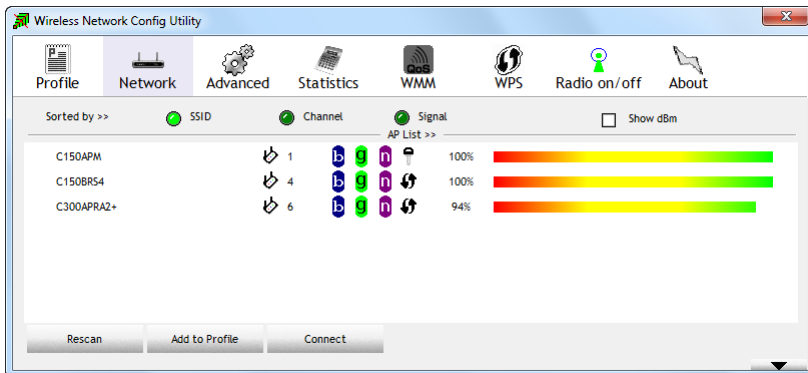 Wireless Network Config Utility
x
P
QoS
Profile Network Advanced Statistics WMM WPS Radio on/off About
Sorted by >> SSID Channel Signal Show dBm
AP List >>
C150APM 1 b g n 100%
C150BRS4 4 b g n 100%
C300APRA2+ 6 b g n 94%
Rescan Add to Profile Connect